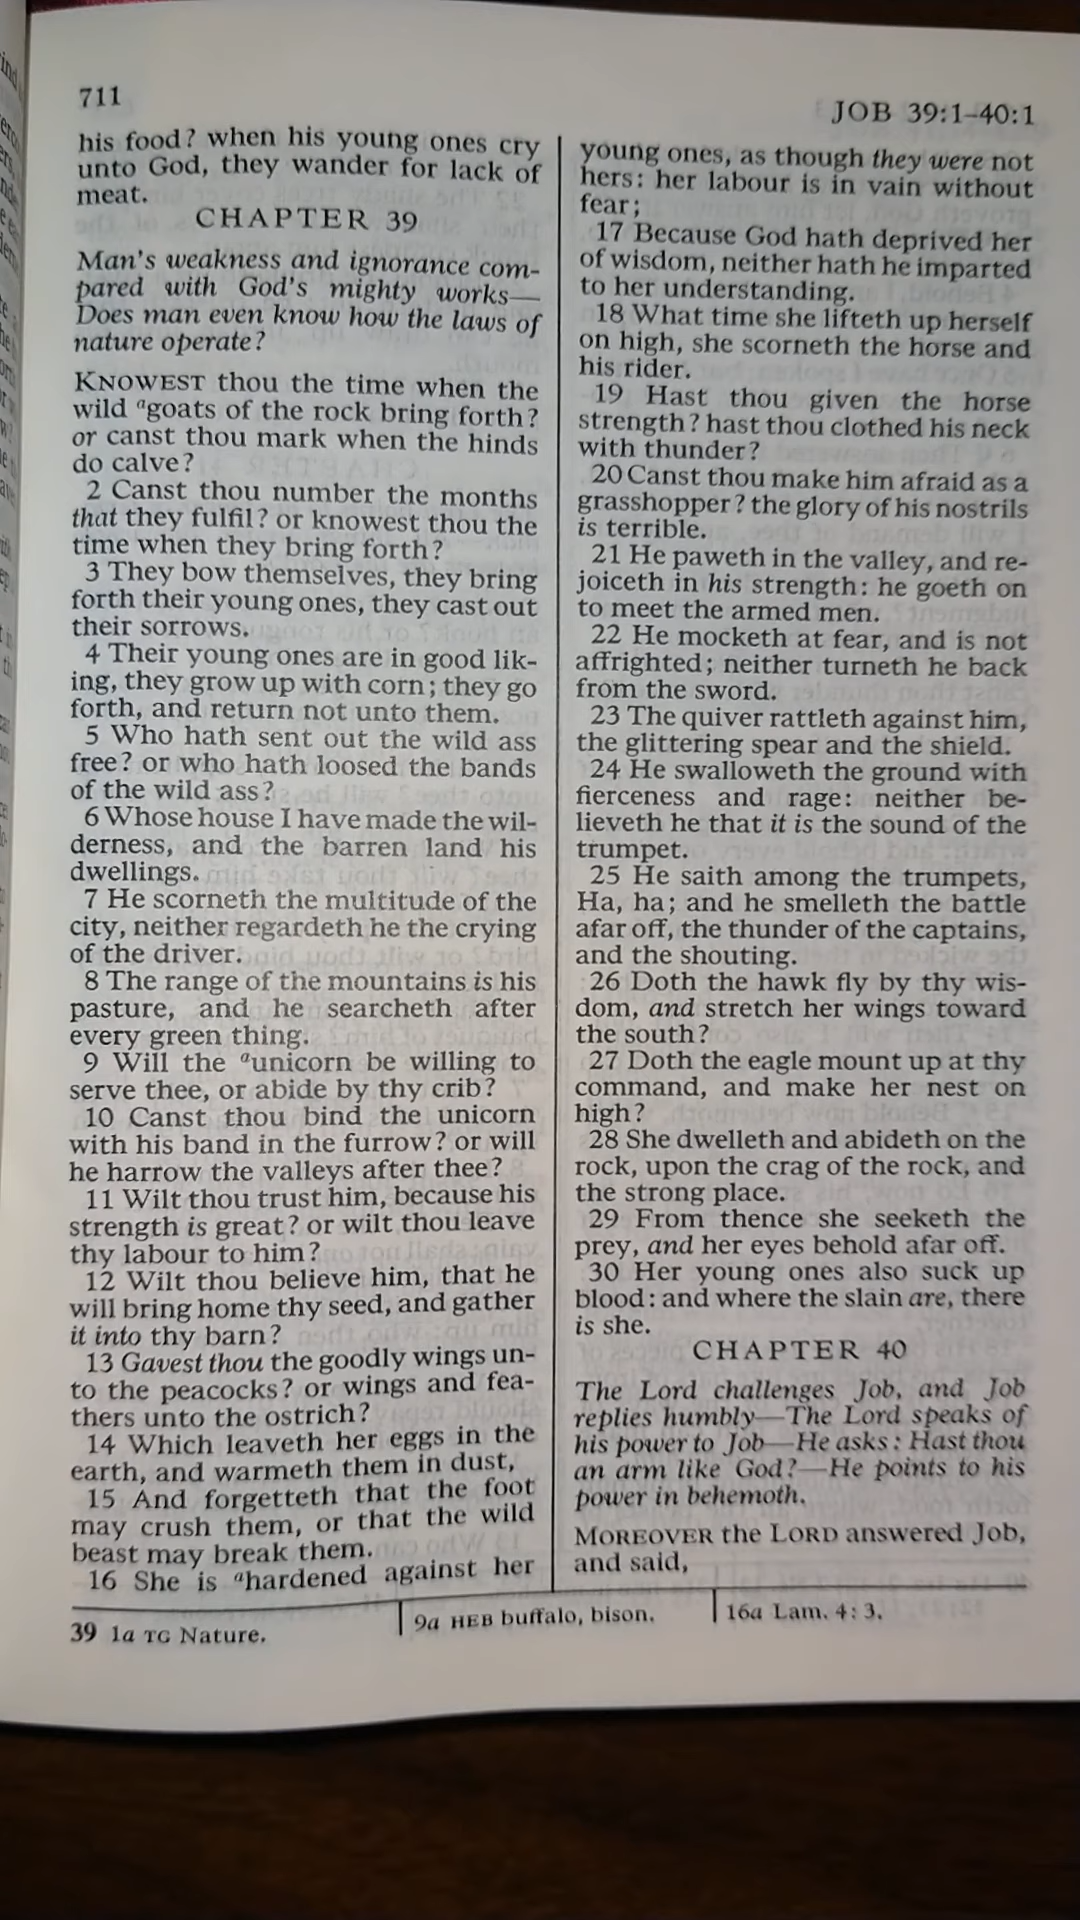 711
JOB 39:1–40:1
his food? when his young ones cry
unto God, they wander for lack of
meat.
CHAPTER 39
Man's weakness and ignorance com-
pared with God's mighty works—
Does man even know how the laws of
nature operate?
KNOWEST thou the time when the
wild ᵃgoats of the rock bring forth?
or canst thou mark when the hinds
do calve?
2 Canst thou number the months
that they fulfil? or knowest thou the
time when they bring forth?
3 They bow themselves, they bring
forth their young ones, they cast out
their sorrows.
4 Their young ones are in good lik-
ing, they grow up with corn; they go
forth, and return not unto them.
5 Who hath sent out the wild ass
free? or who hath loosed the bands
of the wild ass?
6 Whose house I have made the wil-
derness, and the barren land his
dwellings.
7 He scorneth the multitude of the
city, neither regardeth he the crying
of the driver.
8 The range of the mountains is his
pasture, and he searcheth after
every green thing.
9 Will the ᵃunicorn be willing to
serve thee, or abide by thy crib?
10 Canst thou bind the unicorn
with his band in the furrow? or will
he harrow the valleys after thee?
11 Wilt thou trust him, because his
strength is great? or wilt thou leave
thy labour to him?
12 Wilt thou believe him, that he
will bring home thy seed, and gather
it into thy barn?
13 Gavest thou the goodly wings un-
to the peacocks? or wings and fea-
thers unto the ostrich?
14 Which leaveth her eggs in the
earth, and warmeth them in dust,
15 And forgetteth that the foot
may crush them, or that the wild
beast may break them.
16 She is ᵃhardened against her
young ones, as though they were not
hers: her labour is in vain without
fear;
17 Because God hath deprived her
of wisdom, neither hath he imparted
to her understanding.
18 What time she lifteth up herself
on high, she scorneth the horse and
his rider.
19 Hast thou given the horse
strength? hast thou clothed his neck
with thunder?
20 Canst thou make him afraid as a
grasshopper? the glory of his nostrils
is terrible.
21 He paweth in the valley, and re-
joiceth in his strength: he goeth on
to meet the armed men.
22 He mocketh at fear, and is not
affrighted; neither turneth he back
from the sword.
23 The quiver rattleth against him,
the glittering spear and the shield.
24 He swalloweth the ground with
fierceness and rage: neither be-
lieveth he that it is the sound of the
trumpet.
25 He saith among the trumpets,
Ha, ha; and he smelleth the battle
afar off, the thunder of the captains,
and the shouting.
26 Doth the hawk fly by thy wis-
dom, and stretch her wings toward
the south?
27 Doth the eagle mount up at thy
command, and make her nest on
high?
28 She dwelleth and abideth on the
rock, upon the crag of the rock, and
the strong place.
29 From thence she seeketh the
prey, and her eyes behold afar off.
30 Her young ones also suck up
blood: and where the slain are, there
is she.
CHAPTER 40
The Lord challenges Job, and Job
replies humbly—The Lord speaks of
his power to Job—He asks: Hast thou
an arm like God?—He points to his
power in behemoth.
MOREOVER the LORD answered Job,
and said,
39 1a TG Nature.
9a HEB buffalo, bison.
16a Lam. 4: 3.